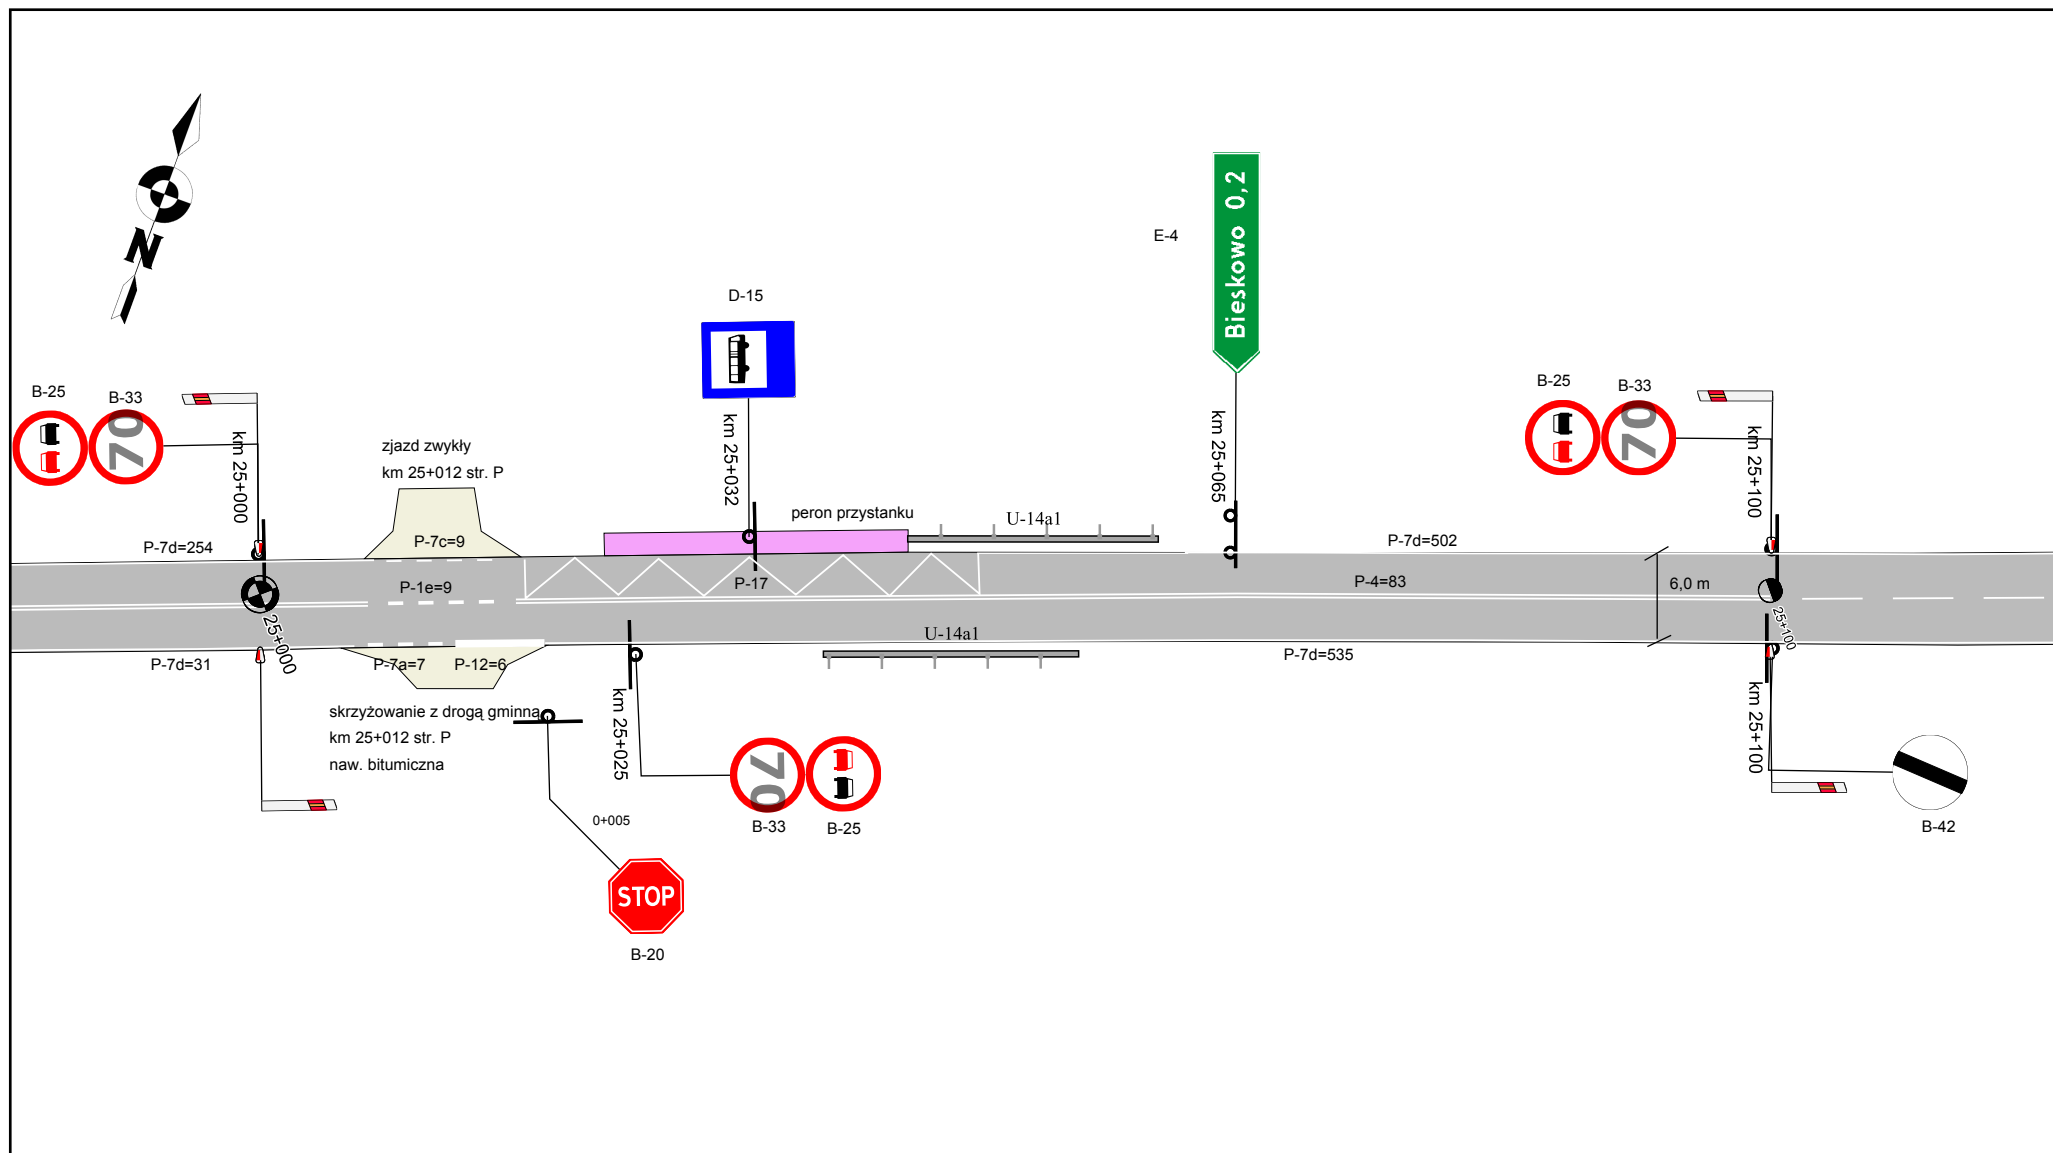 N
Bieskowo 0,2
E-4
D-15
B-25
B-33
70
km 25+000
zjazd zwykły
km 25+012 str. P
km 25+032
peron przystanku
km 25+065
B-25
B-33
70
km 25+100
U-14a1
P-7d=254
P-7c=9
P-7d=502
P-1e=9
P-17
P-4=83
6,0 m
25+000
25+100
U-14a1
P-7d=31
P-7a=7
P-12=6
P-7d=535
skrzyżowanie z drogą gminną
km 25+012 str. P
naw. bitumiczna
km 25+025
km 25+100
70
B-33
B-25
0+005
B-42
STOP
B-20